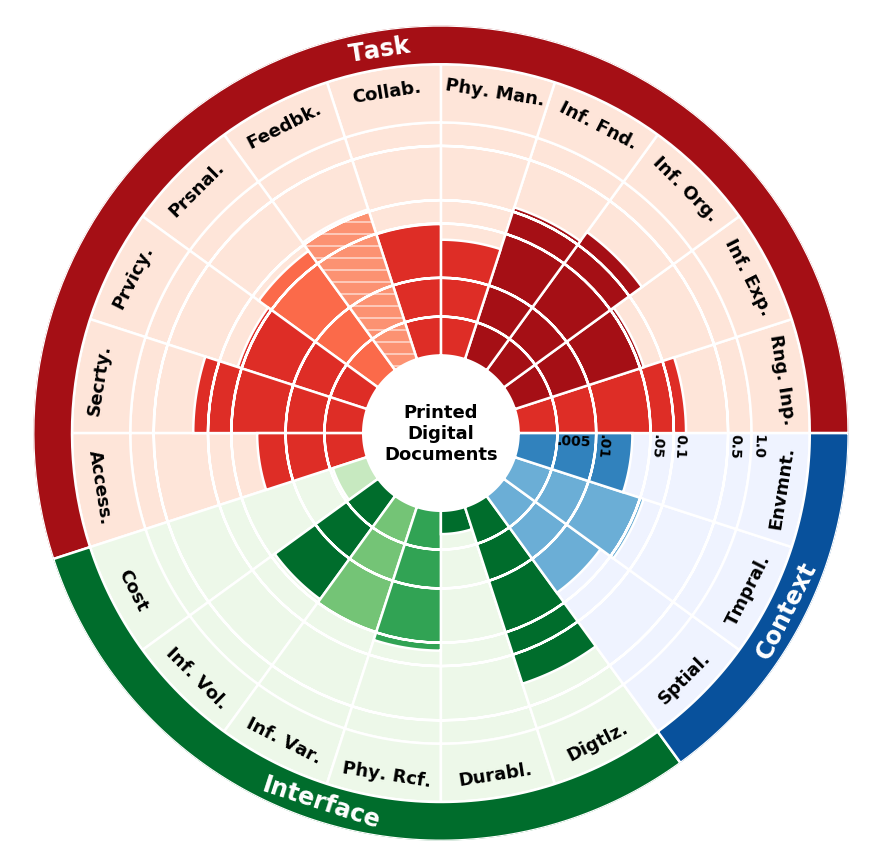 Task
Collab.
Phy. Man.
Inf. Fnd.
Inf. Org.
Inf. Exp.
Rng. Inp.
Feedbk.
Prsnal.
Prvicy.
Secrty.
Access.
Printed
Digital
Documents
.005
.01
.05
0.1
0.5
1.0
Envmnt.
Tmpral.
Sptial.
Context
Cost
Inf. Vol.
Inf. Var.
Phy. Rcf.
Durabl.
Digtlz.
Interface